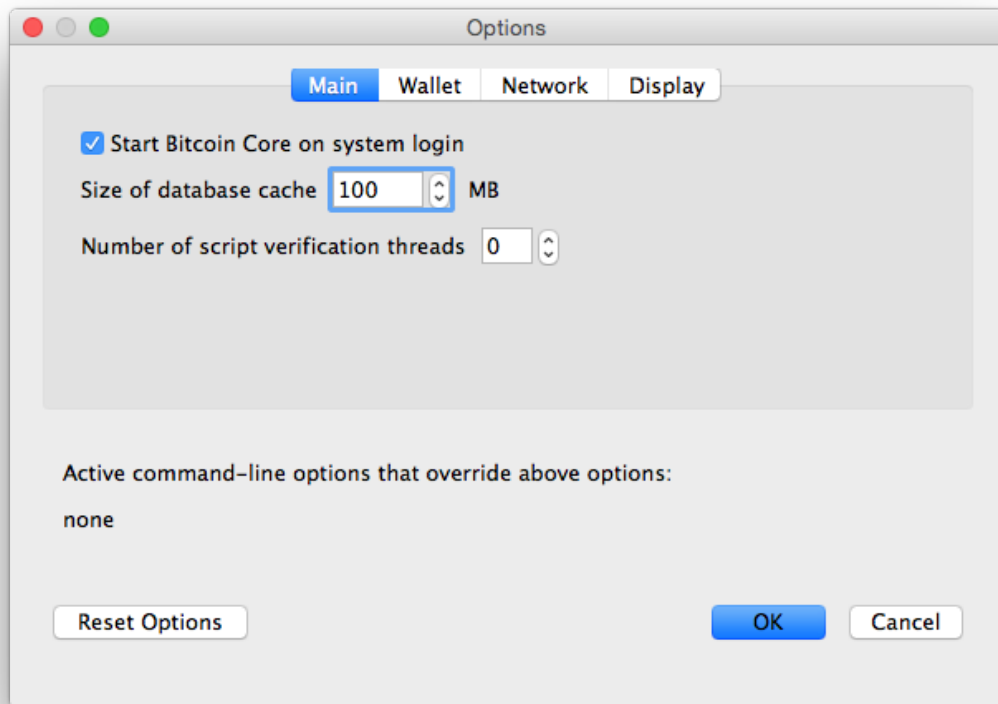 Options
Main Wallet Network Display
Start Bitcoin Core on system login
Size of database cache 100 MB
Number of script verification threads 0
Active command-line options that override above options:
none
Reset Options OK Cancel